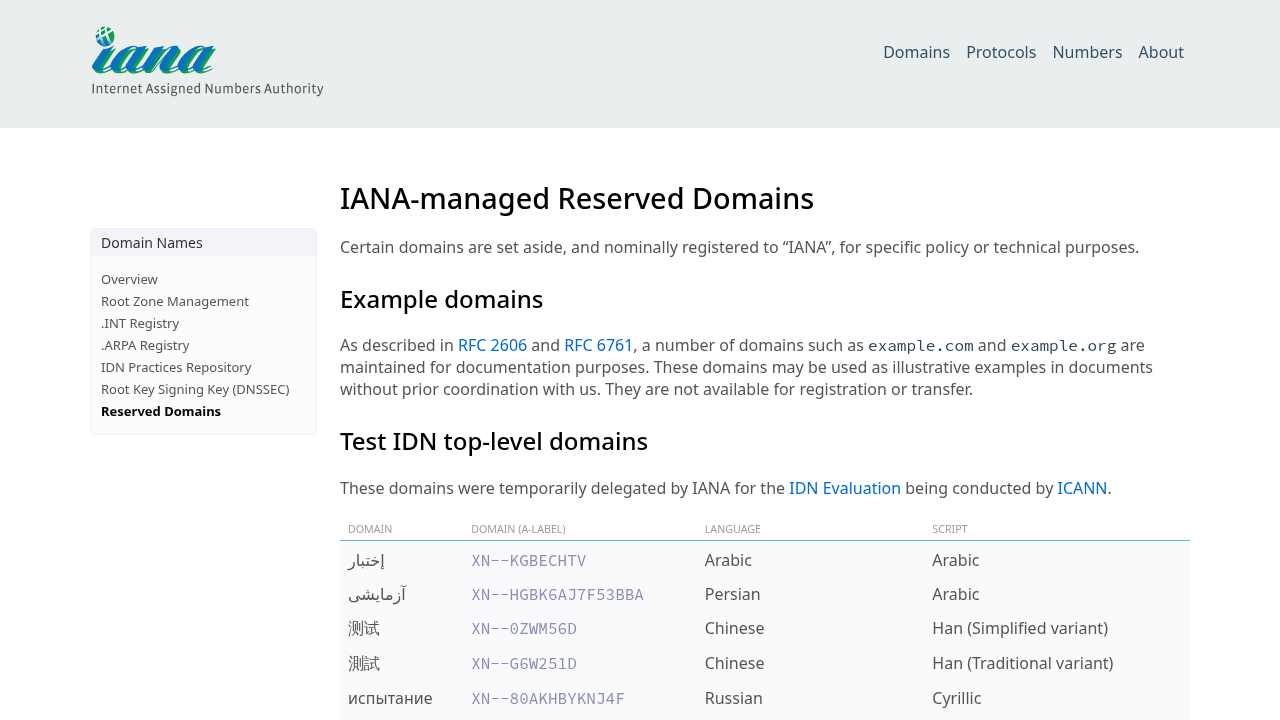 iana
Internet Assigned Numbers Authority
Domains Protocols Numbers About
Domain Names
Overview
Root Zone Management
.INT Registry
.ARPA Registry
IDN Practices Repository
Root Key Signing Key (DNSSEC)
Reserved Domains
IANA-managed Reserved Domains
Certain domains are set aside, and nominally registered to “IANA”, for specific policy or technical purposes.
Example domains
As described in RFC 2606 and RFC 6761, a number of domains such as example.com and example.org are
maintained for documentation purposes. These domains may be used as illustrative examples in documents
without prior coordination with us. They are not available for registration or transfer.
Test IDN top-level domains
These domains were temporarily delegated by IANA for the IDN Evaluation being conducted by ICANN.
DOMAIN DOMAIN (A-LABEL) LANGUAGE SCRIPT
إختبار XN--KGBECHTV Arabic Arabic
آزمایشی XN--HGBK6AJ7F53BBA Persian Arabic
测试 XN--0ZWM56D Chinese Han (Simplified variant)
測試 XN--G6W251D Chinese Han (Traditional variant)
испытание XN--80AKHBYKNJ4F Russian Cyrillic